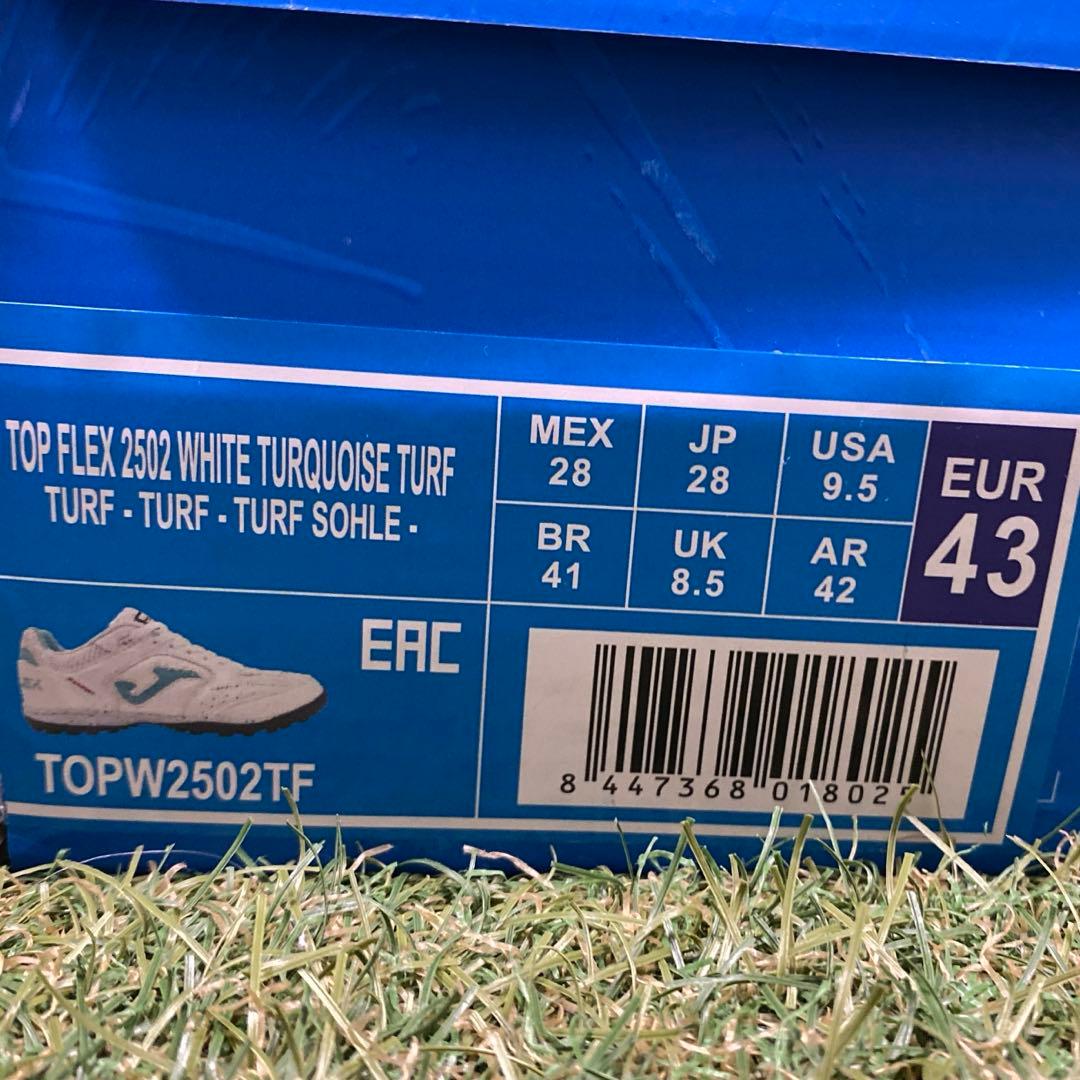 TOP FLEX 2502 WHITE TURQUOISE TURF
TURF - TURF - TURF SOHLE -
MEX
28
JP
28
USA
9.5
EUR
43
BR
41
UK
8.5
AR
42
EAC
TOPW2502TF
8 447368 01802